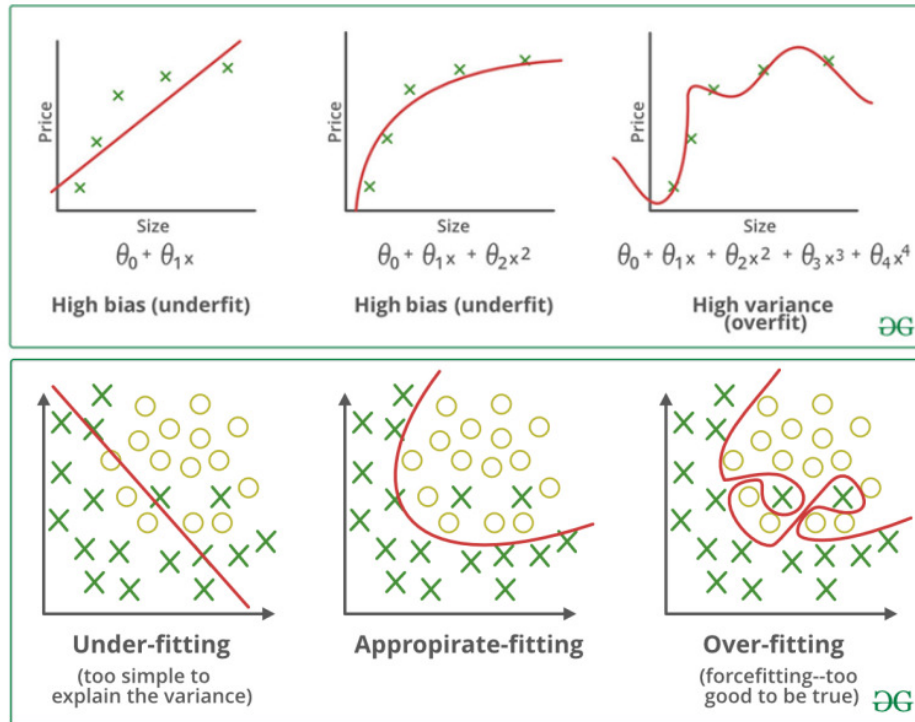 Price
Size
θ0 + θ1x
High bias (underfit)
Price
Size
θ0 + θ1x + θ2x²
High bias (underfit)
Price
Size
θ0 + θ1x + θ2x² + θ3x³ + θ4x⁴
High variance
(overfit)
Under-fitting
(too simple to
explain the variance)
Appropirate-fitting
Over-fitting
(forcefitting--too
good to be true)